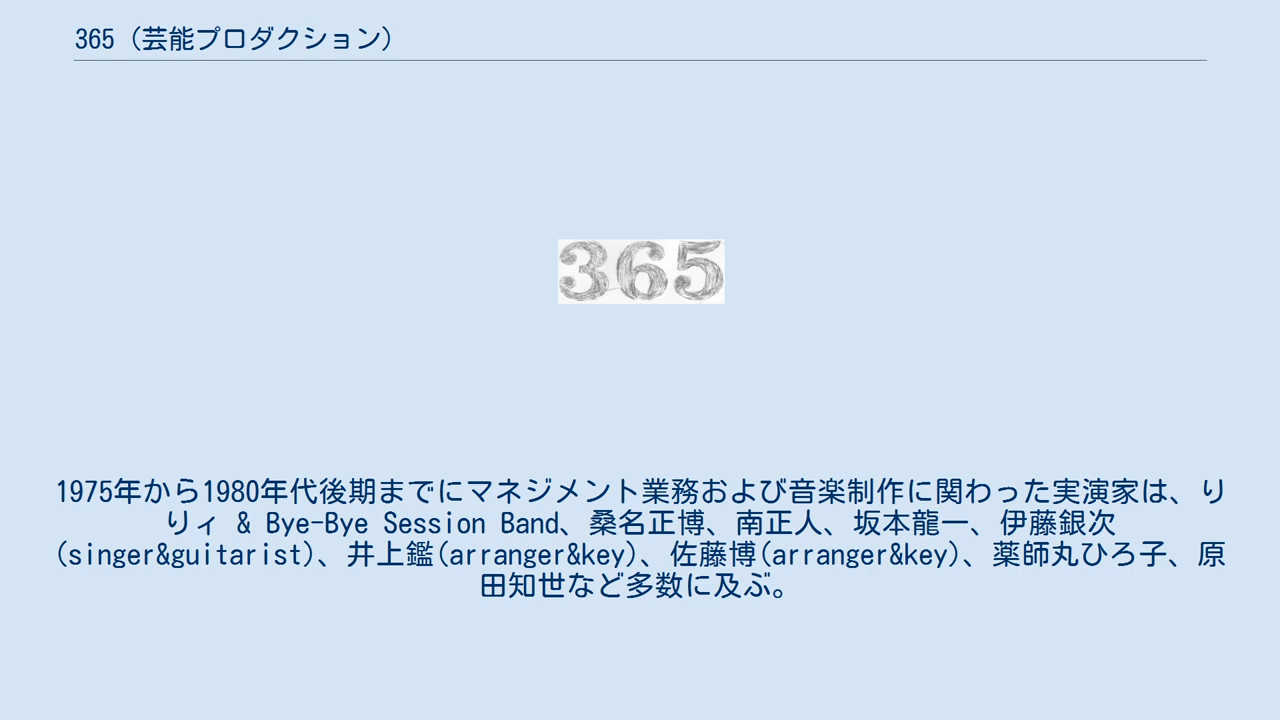 365（芸能プロダクション）
365
1975年から1980年代後期までにマネジメント業務および音楽制作に関わった実演家は、り
りィ & Bye-Bye Session Band、桑名正博、南正人、坂本龍一、伊藤銀次
(singer&guitarist)、井上鑑(arranger&key)、佐藤博(arranger&key)、薬師丸ひろ子、原
田知世など多数に及ぶ。